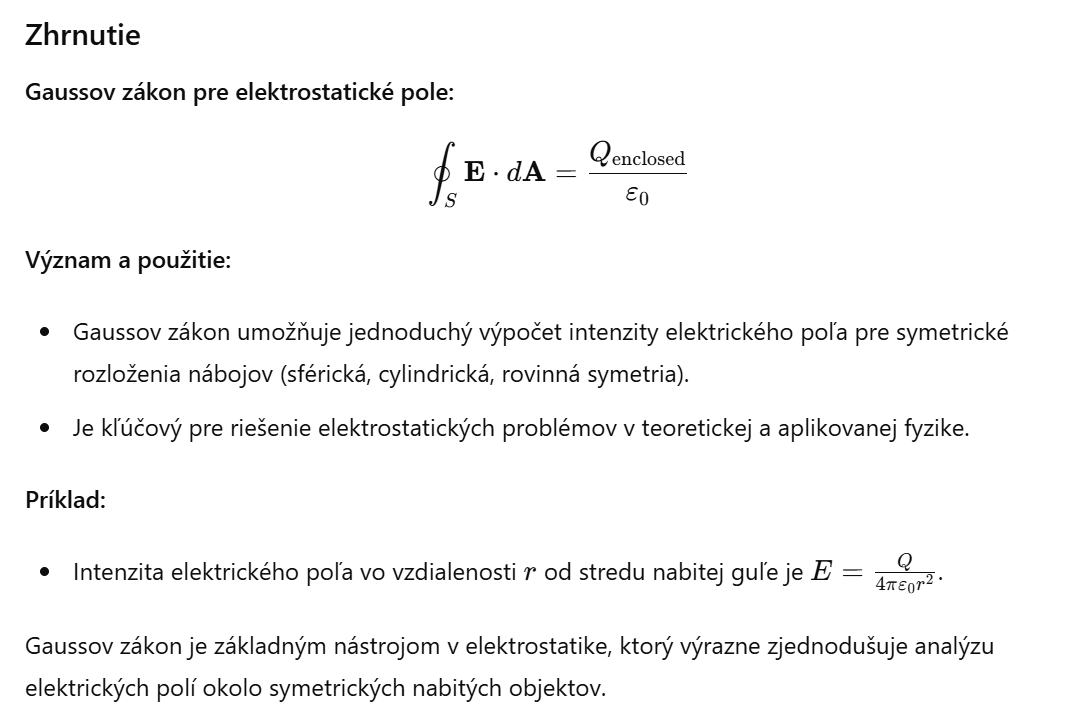 Zhrnutie
Gaussov zákon pre elektrostatické pole:
∮_S E · dA = Q_enclosed / ε₀
Význam a použitie:
• Gaussov zákon umožňuje jednoduchý výpočet intenzity elektrického poľa pre symetrické
rozloženia nábojov (sférická, cylindrická, rovinná symetria).
• Je kľúčový pre riešenie elektrostatických problémov v teoretickej a aplikovanej fyzike.
Príklad:
• Intenzita elektrického poľa vo vzdialenosti r od stredu nabitej guľe je E = Q / 4πε₀r².
Gaussov zákon je základným nástrojom v elektrostatike, ktorý výrazne zjednodušuje analýzu
elektrických polí okolo symetrických nabitých objektov.